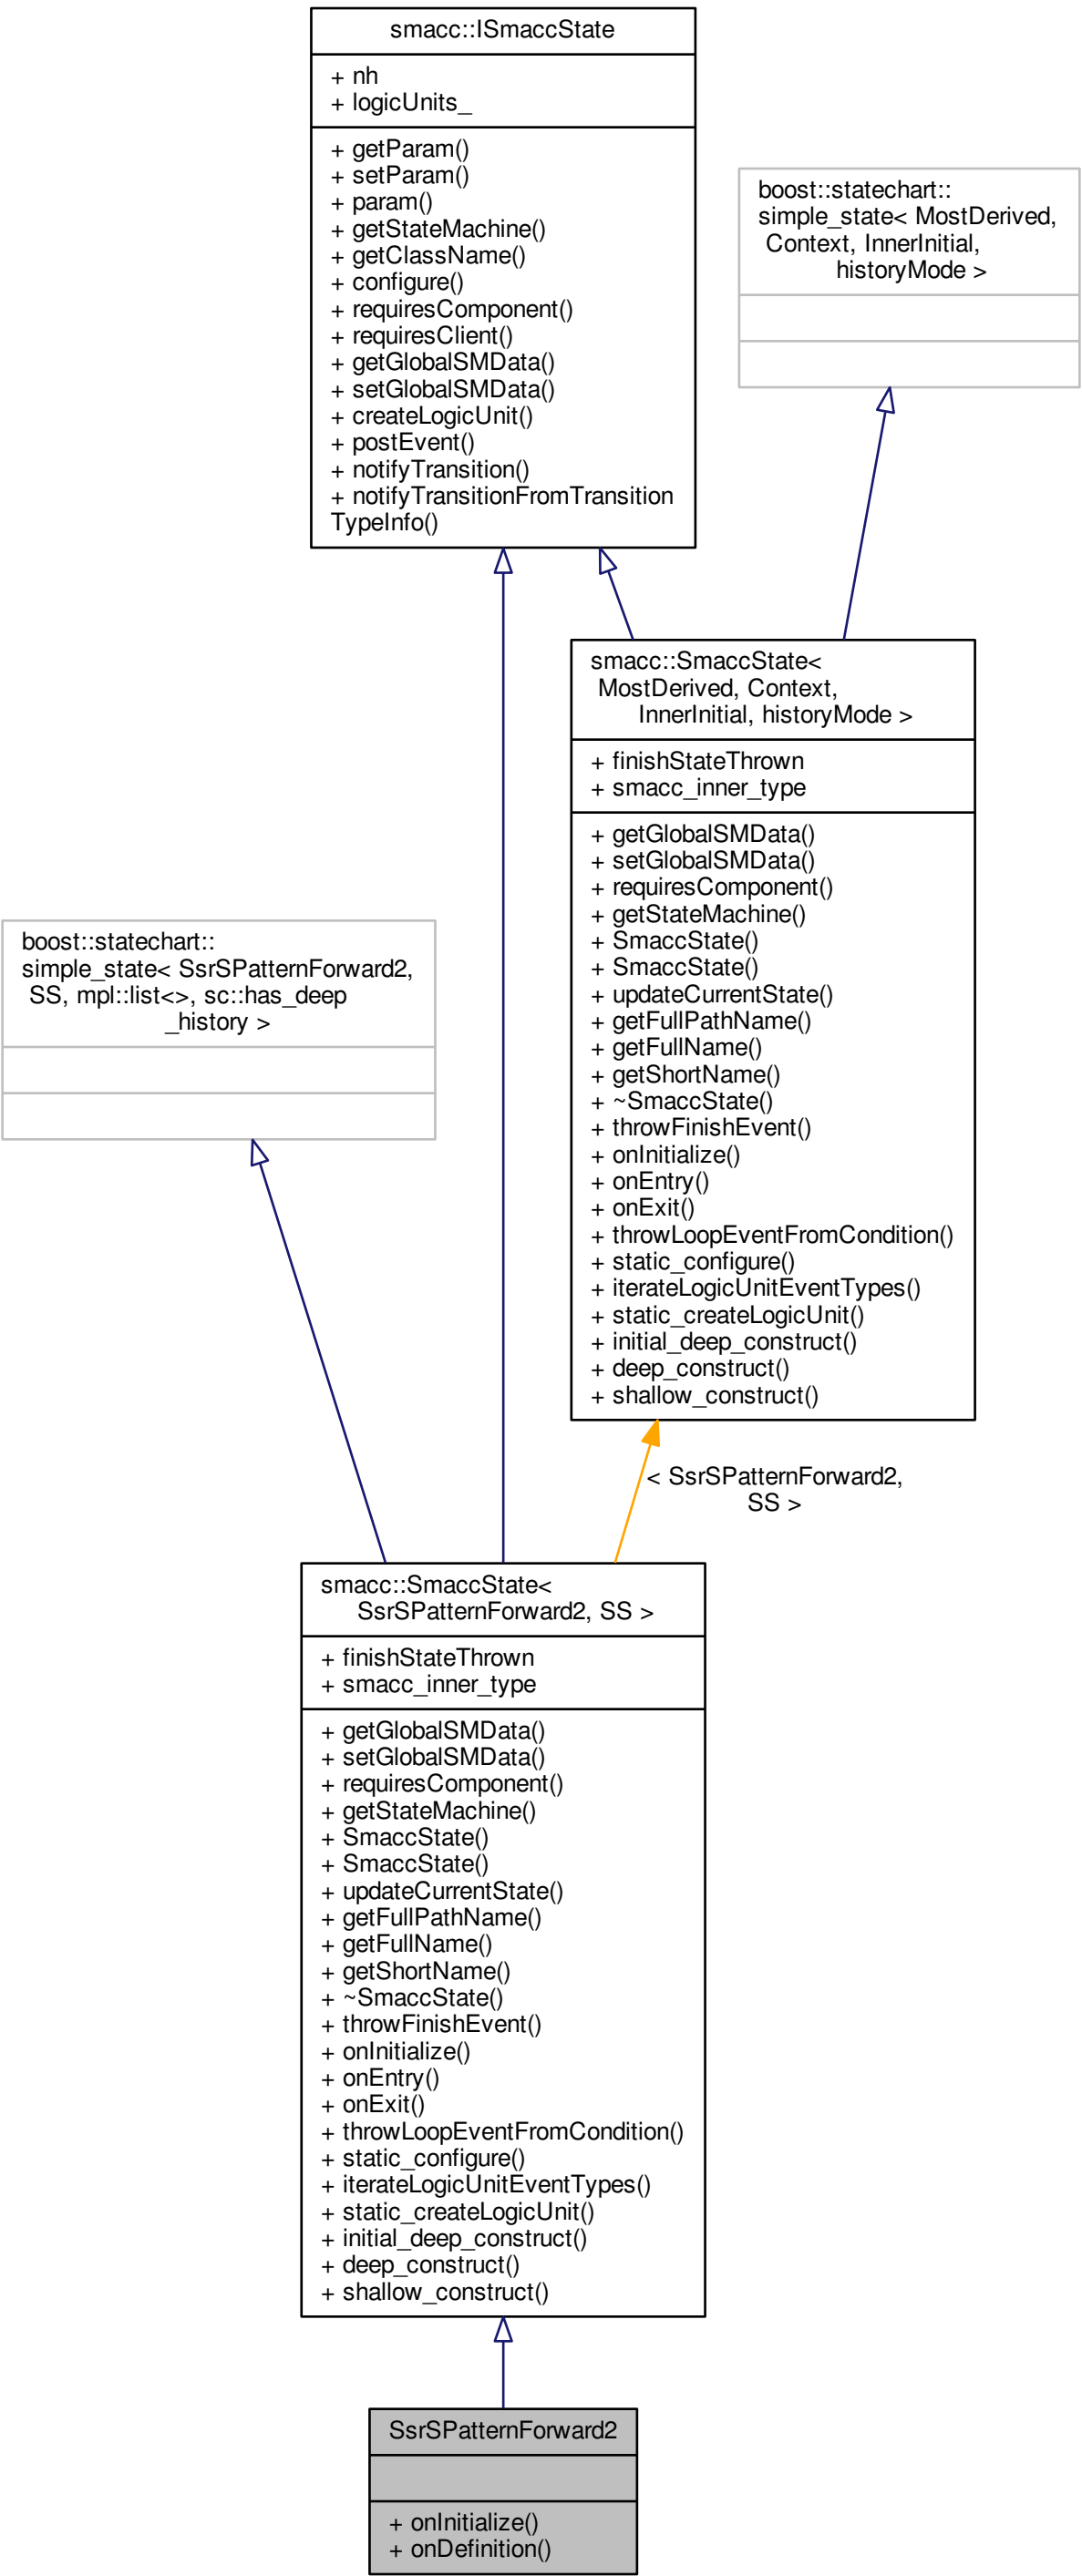 smacc::ISmaccState
+ nh
+ logicUnits_
+ getParam()
+ setParam()
+ param()
+ getStateMachine()
+ getClassName()
+ configure()
+ requiresComponent()
+ requiresClient()
+ getGlobalSMData()
+ setGlobalSMData()
+ createLogicUnit()
+ postEvent()
+ notifyTransition()
+ notifyTransitionFromTransition
TypeInfo()
boost::statechart::
simple_state< MostDerived,
Context, InnerInitial,
historyMode >
smacc::SmaccState<
MostDerived, Context,
InnerInitial, historyMode >
+ finishStateThrown
+ smacc_inner_type
+ getGlobalSMData()
+ setGlobalSMData()
+ requiresComponent()
+ getStateMachine()
+ SmaccState()
+ SmaccState()
+ updateCurrentState()
+ getFullPathName()
+ getFullName()
+ getShortName()
+ ~SmaccState()
+ throwFinishEvent()
+ onInitialize()
+ onEntry()
+ onExit()
+ throwLoopEventFromCondition()
+ static_configure()
+ iterateLogicUnitEventTypes()
+ static_createLogicUnit()
+ initial_deep_construct()
+ deep_construct()
+ shallow_construct()
boost::statechart::
simple_state< SsrSPatternForward2,
SS, mpl::list<>, sc::has_deep
_history >
< SsrSPatternForward2,
SS >
smacc::SmaccState<
SsrSPatternForward2, SS >
+ finishStateThrown
+ smacc_inner_type
+ getGlobalSMData()
+ setGlobalSMData()
+ requiresComponent()
+ getStateMachine()
+ SmaccState()
+ SmaccState()
+ updateCurrentState()
+ getFullPathName()
+ getFullName()
+ getShortName()
+ ~SmaccState()
+ throwFinishEvent()
+ onInitialize()
+ onEntry()
+ onExit()
+ throwLoopEventFromCondition()
+ static_configure()
+ iterateLogicUnitEventTypes()
+ static_createLogicUnit()
+ initial_deep_construct()
+ deep_construct()
+ shallow_construct()
SsrSPatternForward2
+ onInitialize()
+ onDefinition()